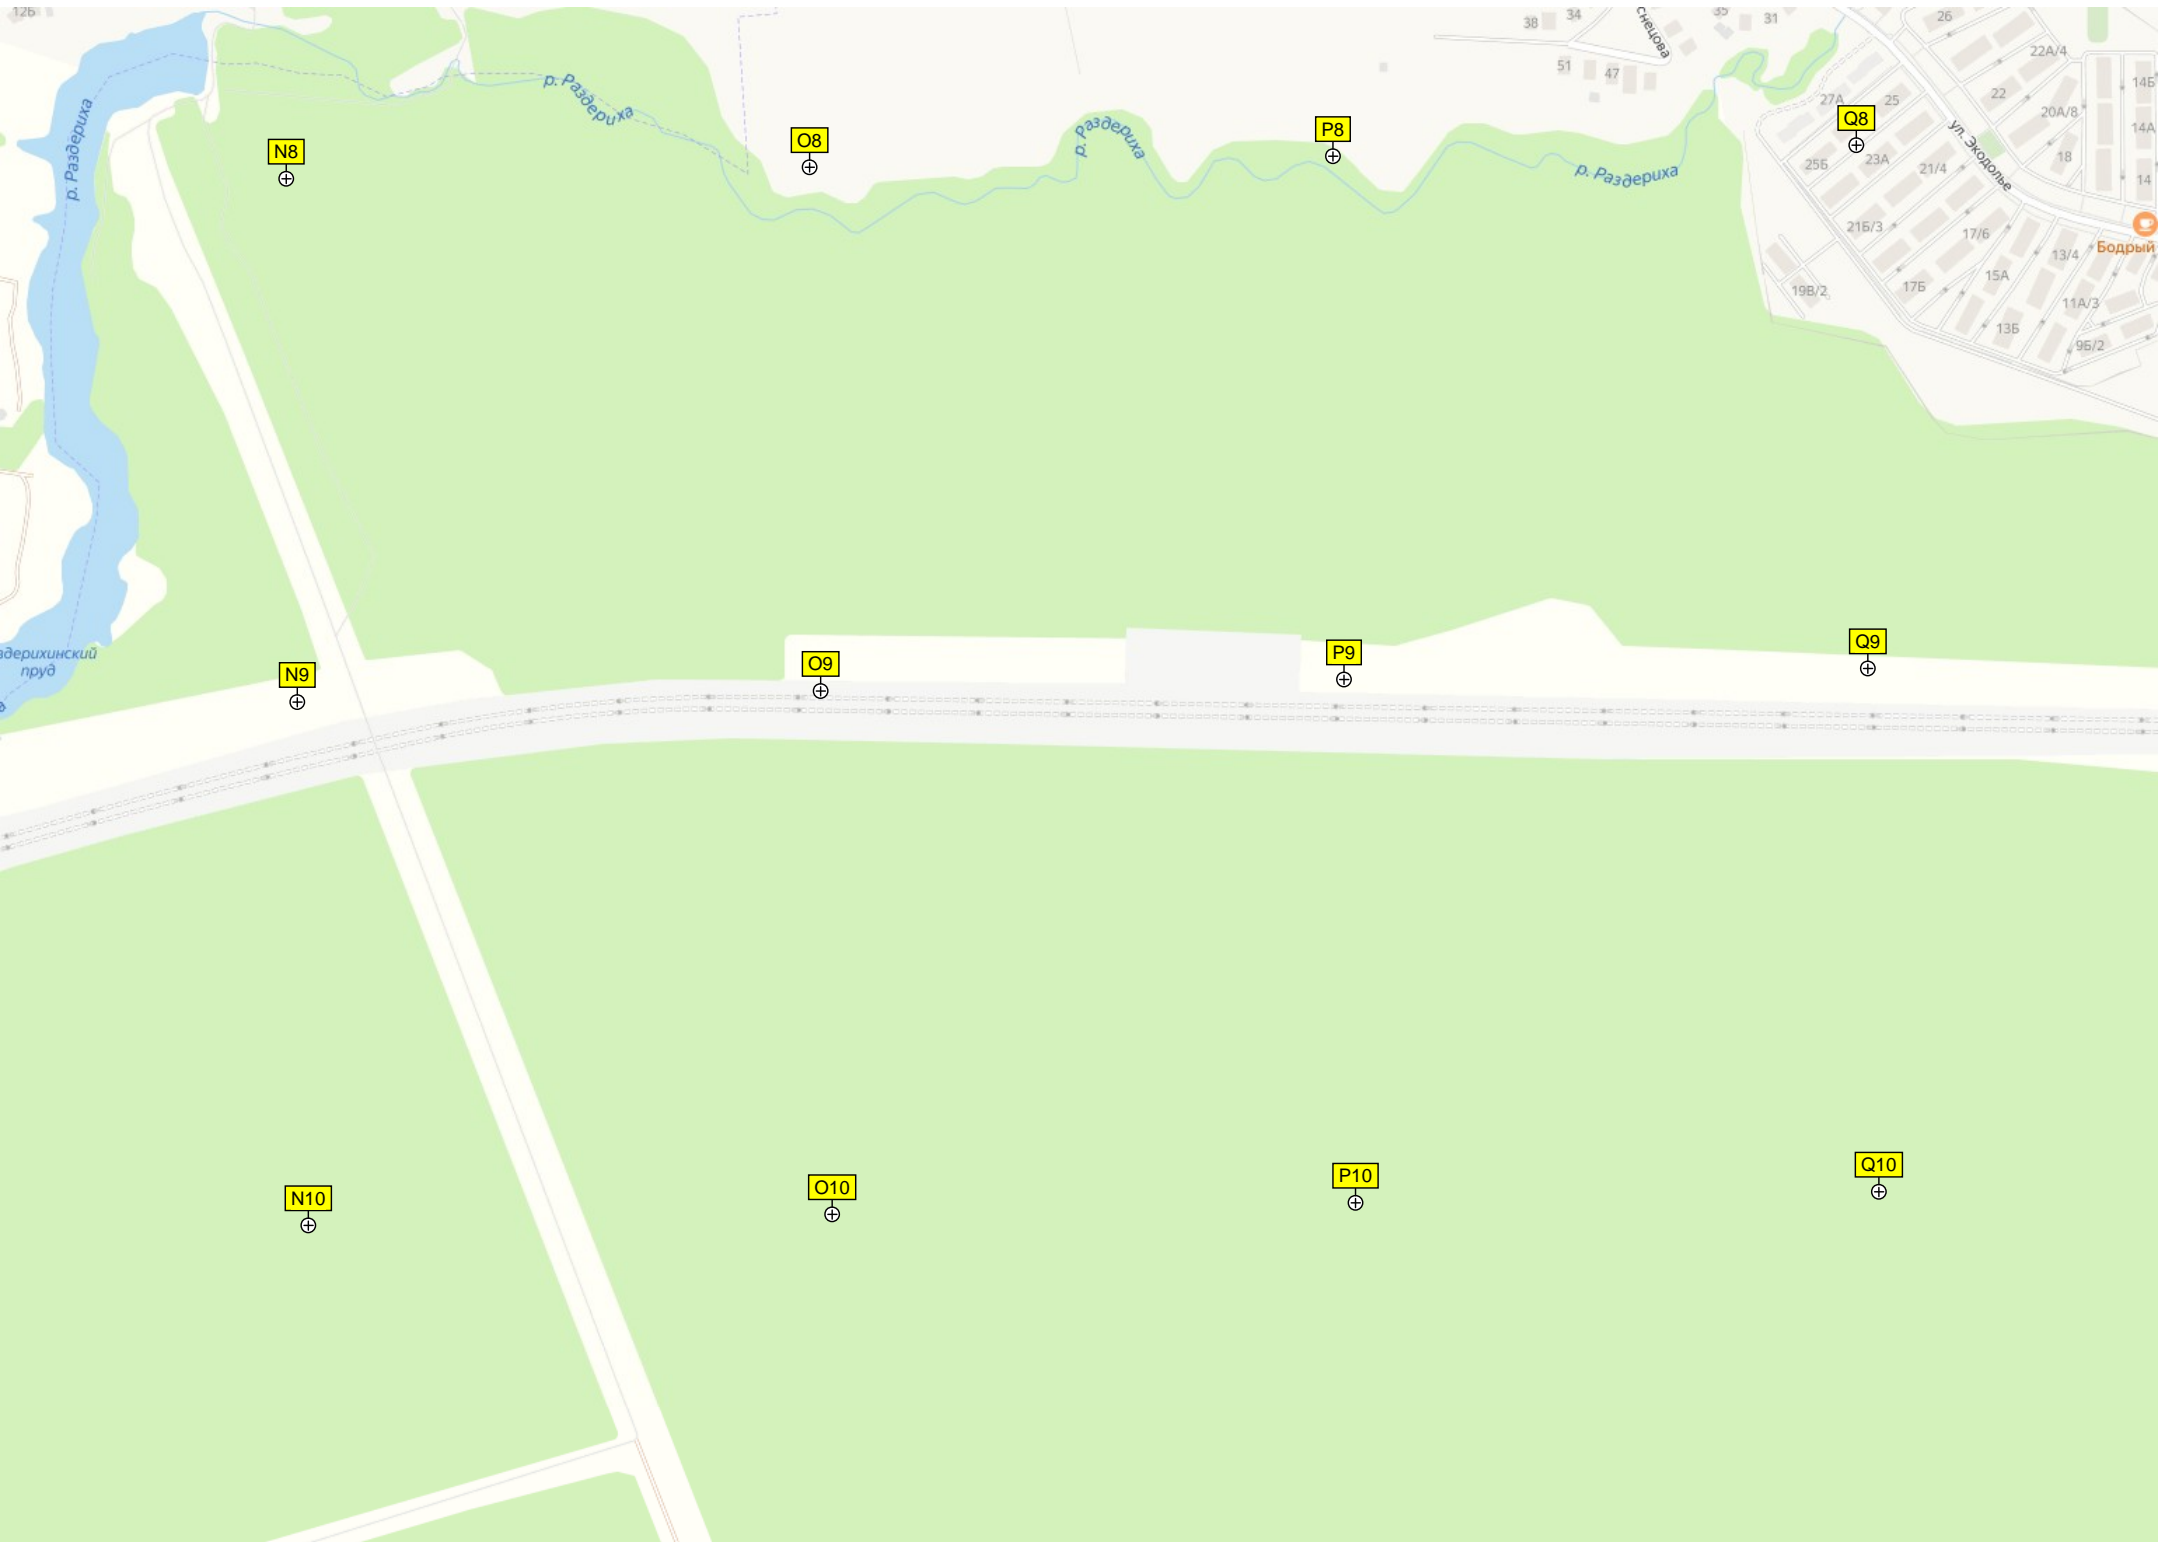 12Б
38
34
35
31
26
снецова
22А/4
51
47
14Б
27А
25
22
20А/8
р. Раздериха
р. Раздериха
р. Раздериха
14А
N8
O8
P8
Q8
ул. Экодолье
25Б
23А
21/4
18
14
р. Раздериха
21Б/3
17/6
13/4
Бодрый
15А
17Б
19В/2
11А/3
13Б
9Б/2
здерихинский
пруд
а
N9
O9
P9
Q9
N10
O10
P10
Q10